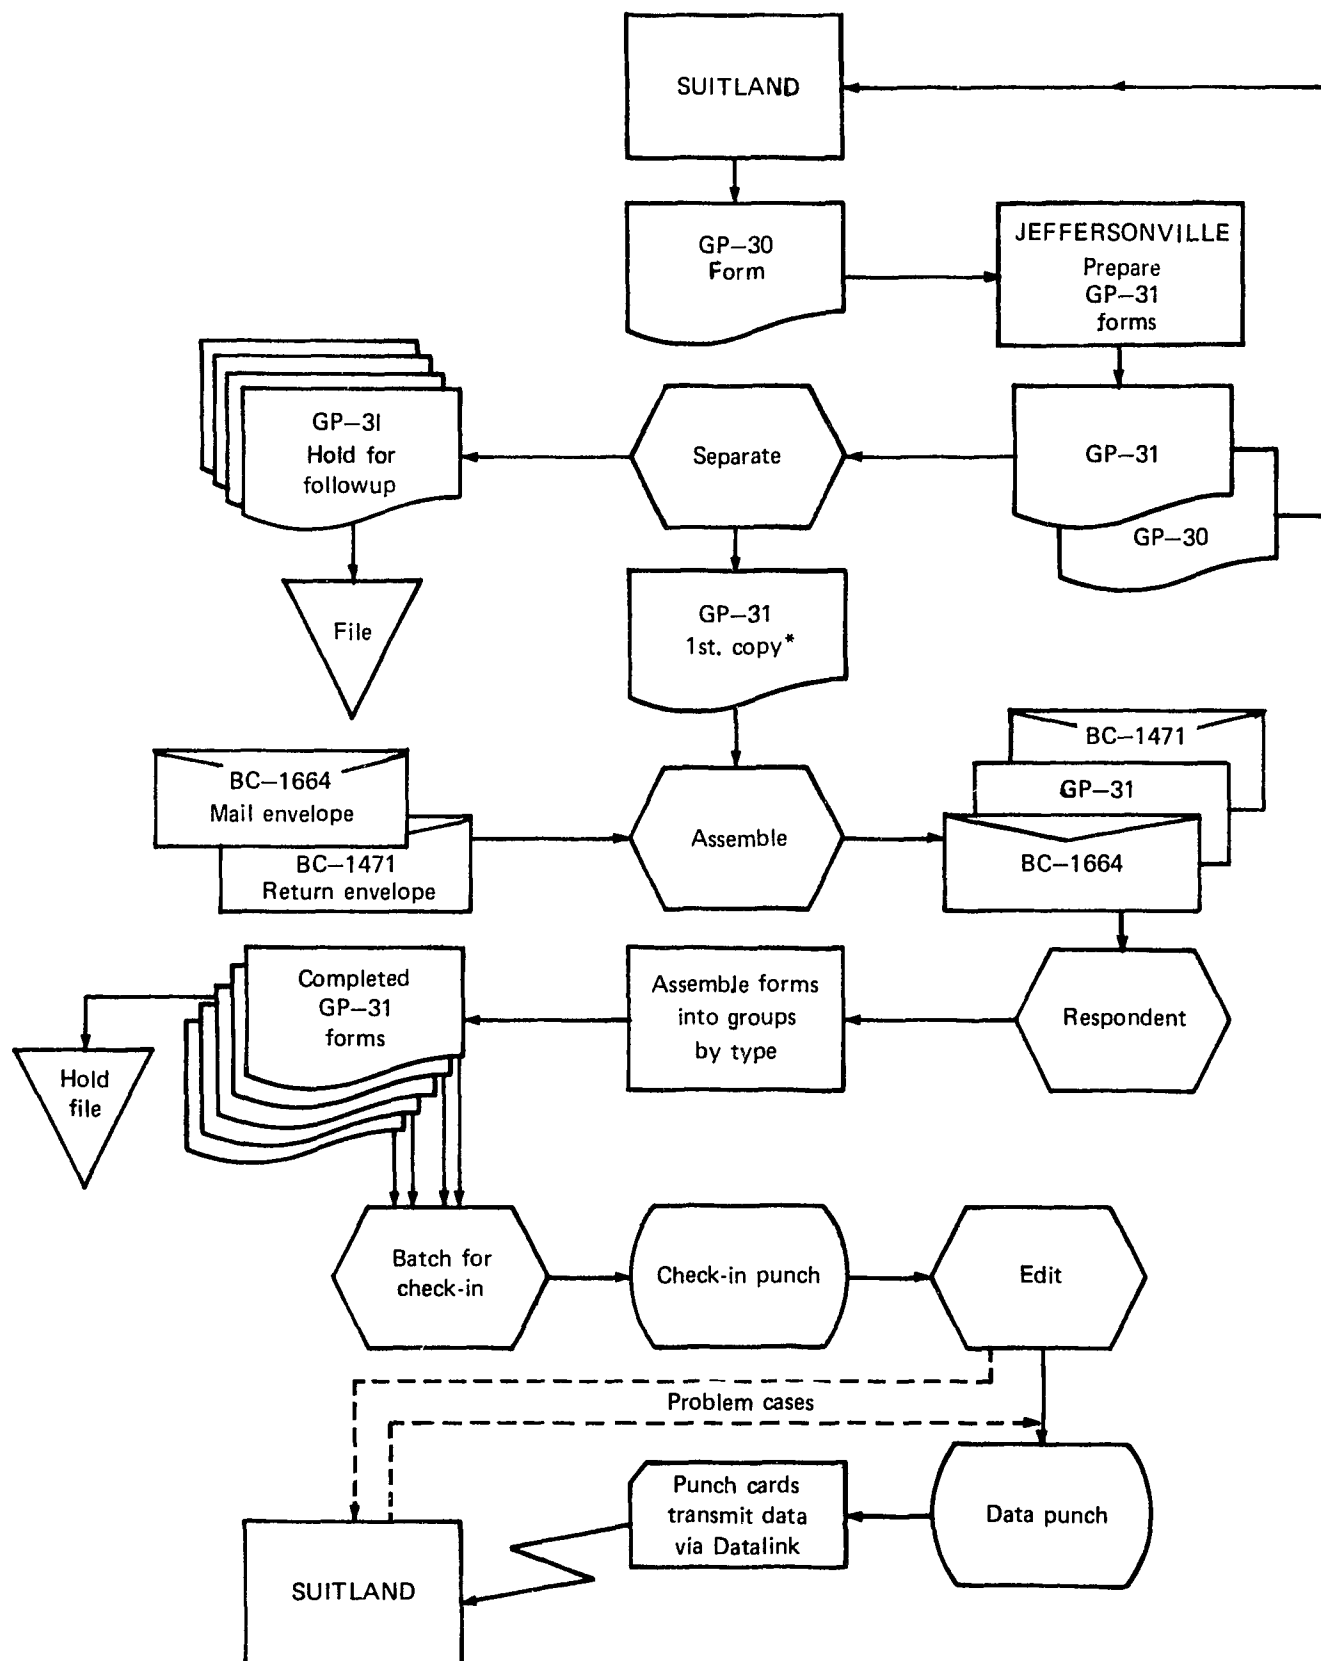 SUITLAND
GP—30
Form
JEFFERSONVILLE
Prepare
GP—31
forms
GP—31
Hold for
followup
Separate
GP—31
GP—30
File
GP—31
1st. copy*
BC—1664
Mail envelope
BC—1471
Return envelope
Assemble
BC—1471
GP—31
BC—1664
Completed
GP—31
forms
Assemble forms
into groups
by type
Respondent
Hold
file
Batch for
check-in
Check-in punch
Edit
Problem cases
Punch cards
transmit data
via Datalink
Data punch
SUITLAND